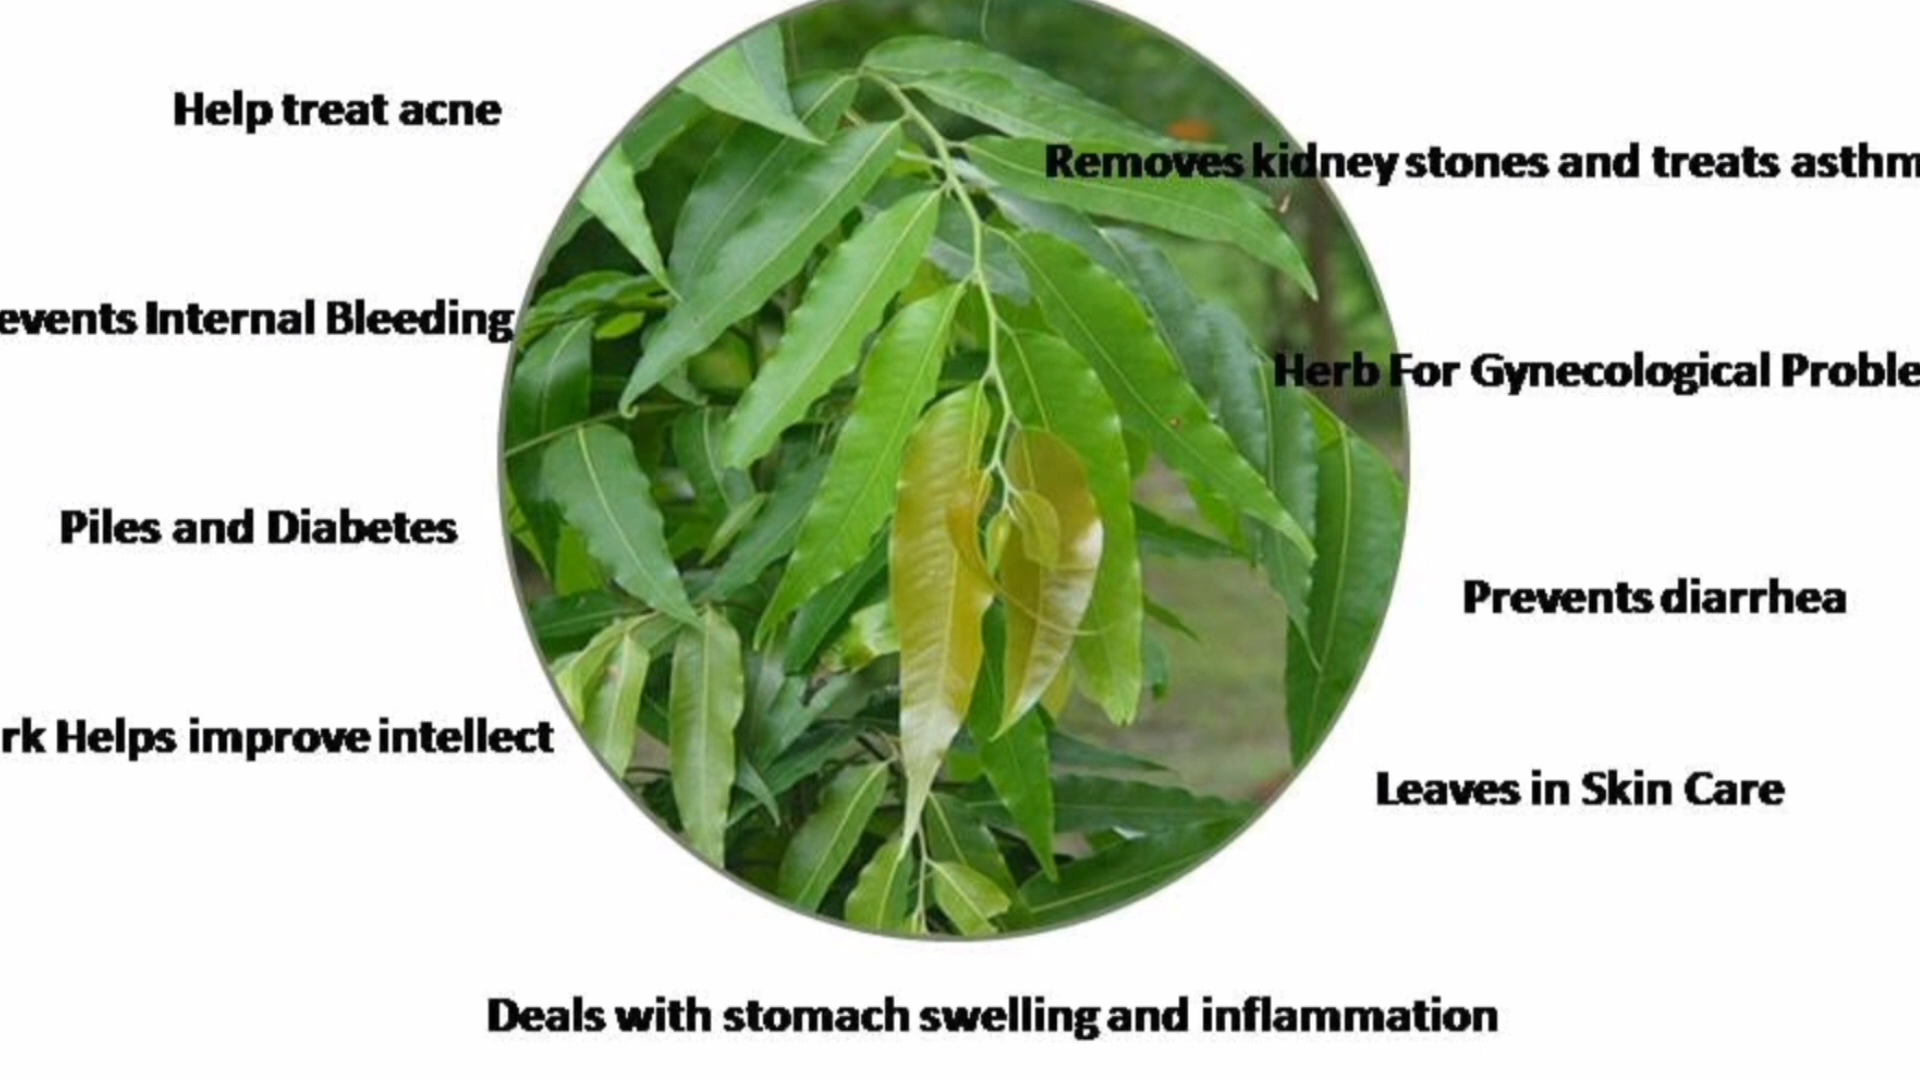 Help treat acne
Removes kidney stones and treats asthm
events Internal Bleeding
Herb For Gynecological Proble
Piles and Diabetes
Prevents diarrhea
rk Helps improve intellect
Leaves in Skin Care
Deals with stomach swelling and inflammation